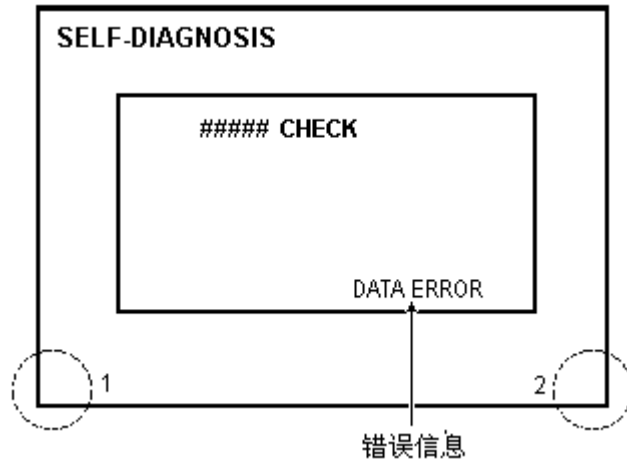 SELF-DIAGNOSIS
##### CHECK
DATA ERROR
1
2
错误信息